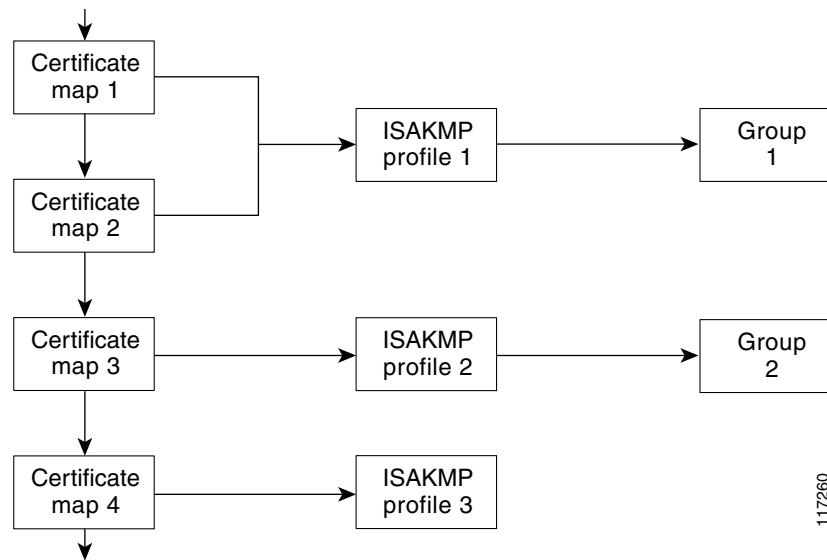 Certificate
map 1
ISAKMP
profile 1
Group
1
Certificate
map 2
Certificate
map 3
ISAKMP
profile 2
Group
2
Certificate
map 4
ISAKMP
profile 3
117260